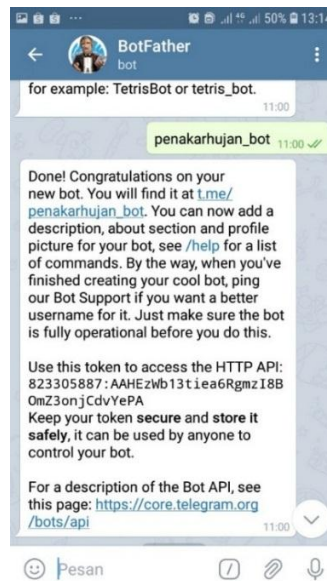 50% 13:14
BotFather
bot
for example: TetrisBot or tetris_bot.
11:00
penakarhujan_bot 11:00
Done! Congratulations on your
new bot. You will find it at t.me/
penakarhujan_bot. You can now add a
description, about section and profile
picture for your bot, see /help for a list
of commands. By the way, when you've
finished creating your cool bot, ping
our Bot Support if you want a better
username for it. Just make sure the bot
is fully operational before you do this.
Use this token to access the HTTP API:
823305887:AAHEzWb13tiea6RgmzI8B
OmZ3onjCdvYePA
Keep your token secure and store it
safely, it can be used by anyone to
control your bot.
For a description of the Bot API, see
this page: https://core.telegram.org
/bots/api
11:00
Pesan